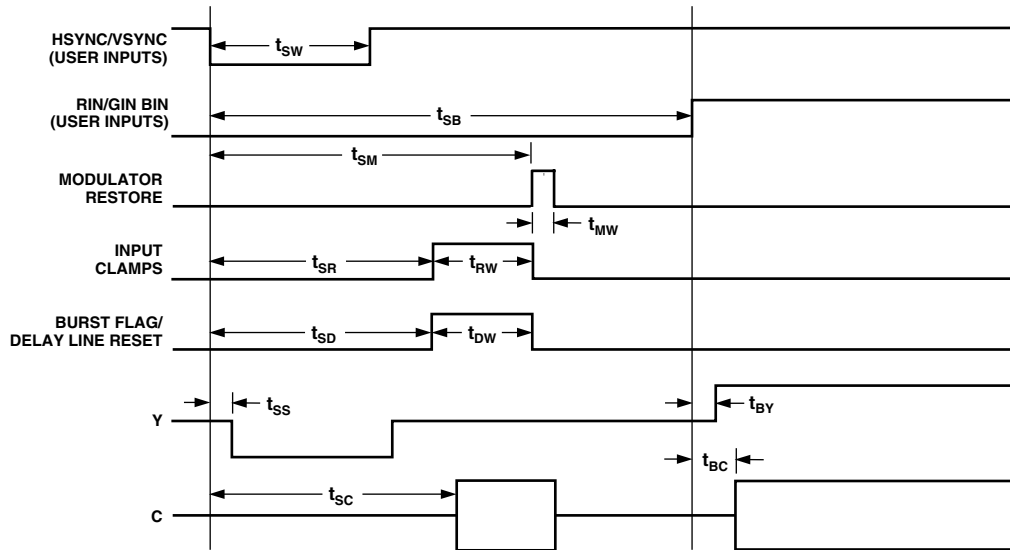 HSYNC/VSYNC
(USER INPUTS)
tSW
RIN/GIN BIN
(USER INPUTS)
tSB
tSM
MODULATOR
RESTORE
tMW
INPUT
CLAMPS
tSR
tRW
BURST FLAG/
DELAY LINE RESET
tSD
tDW
tSS
Y
tBY
tBC
tSC
C